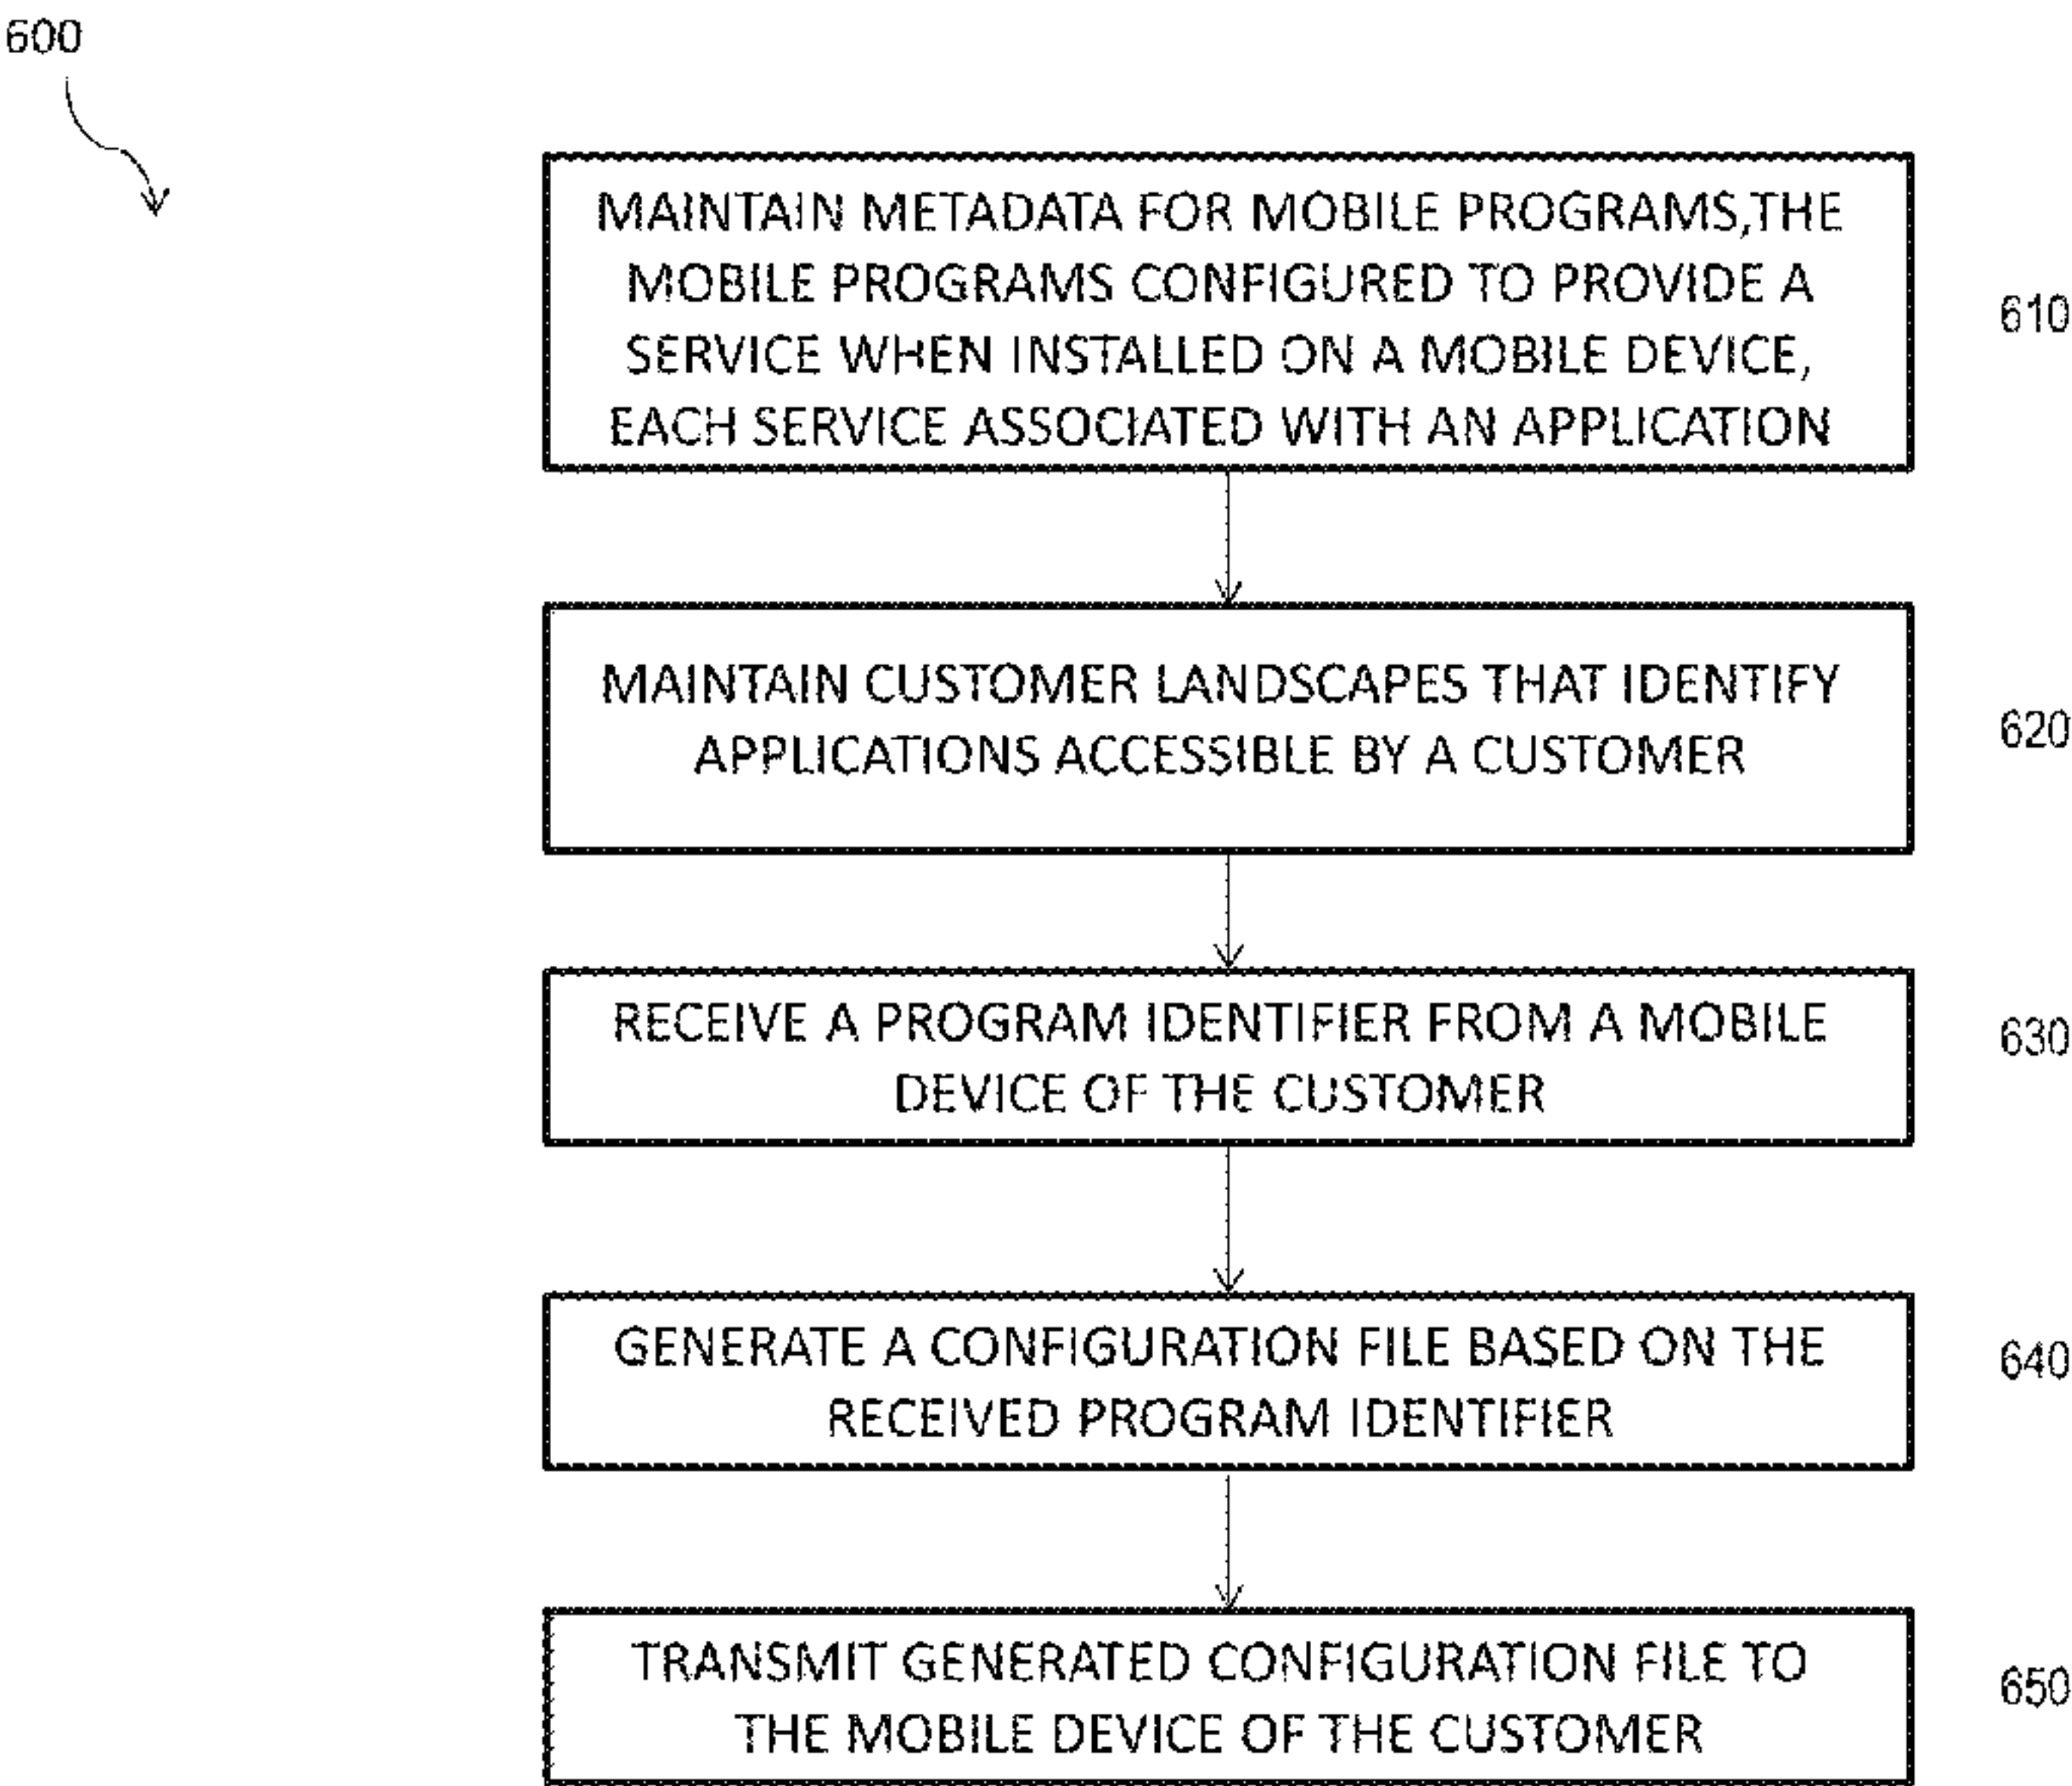 600
MAINTAIN METADATA FOR MOBILE PROGRAMS,THE
MOBILE PROGRAMS CONFIGURED TO PROVIDE A
SERVICE WHEN INSTALLED ON A MOBILE DEVICE,
EACH SERVICE ASSOCIATED WITH AN APPLICATION
610
MAINTAIN CUSTOMER LANDSCAPES THAT IDENTIFY
APPLICATIONS ACCESSIBLE BY A CUSTOMER
620
RECEIVE A PROGRAM IDENTIFIER FROM A MOBILE
DEVICE OF THE CUSTOMER
630
GENERATE A CONFIGURATION FILE BASED ON THE
RECEIVED PROGRAM IDENTIFIER
640
TRANSMIT GENERATED CONFIGURATION FILE TO
THE MOBILE DEVICE OF THE CUSTOMER
650